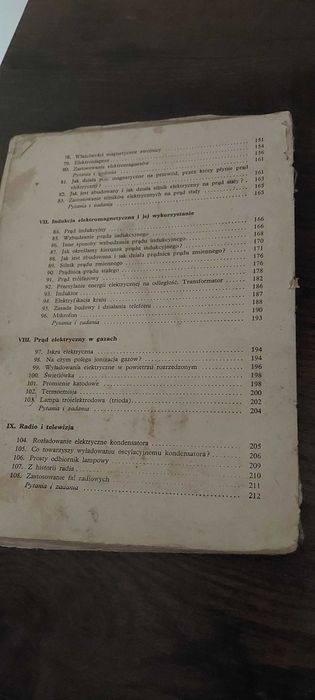 78. Właściwości magnetyczne zwojnicy 151
79. Elektromagnes 154
80. Zastosowania elektromagnesów 156
Pytania i zadania 161
81. Jak działa pole magnetyczne na przewód, przez który płynie prąd elektryczny? 161
82. Jak jest zbudowany i jak działa silnik elektryczny na prąd stały? 163
83. Zastosowanie silników elektrycznych na prąd stały 165
Pytania i zadania 165
VII. Indukcja elektromagnetyczna i jej wykorzystanie
84. Prąd indukcyjny 166
85. Wzbudzanie prądu indukcyjnego 168
86. Inne sposoby wzbudzania prądu indukcyjnego 170
87. Jak określamy kierunek prądu indukcyjnego? 171
88. Jak jest zbudowana i jak działa prądnica prądu zmiennego? 172
89. Silnik prądu zmiennego 176
90. Prądnica prądu stałego 176
91. Prąd trójfazowy 178
92. Przesyłanie energii elektrycznej na odległość. Transformator 182
93. Induktor 186
94. Elektryfikacja kraju 187
95. Zasada budowy i działania telefonu 188
96. Mikrofon 190
Pytania i zadania 193
VIII. Prąd elektryczny w gazach
97. Iskra elektryczna 194
98. Na czym polega jonizacja gazów? 194
99. Wyładowania elektryczne w powietrzu rozrzedzonym 196
100. Świetlówka 198
101. Promienie katodowe 198
102. Termoemisja 200
103. Lampa trójelektrodowa (trioda) 202
Pytania i zadania 204
IX. Radio i telewizja
104. Rozładowanie elektryczne kondensatora 205
105. Co towarzyszy wyładowaniu oscylacyjnemu kondensatora? 206
106. Prosty odbiornik lampowy 209
107. Z historii radia 210
108. Zastosowanie fal radiowych 211
Pytania i zadania 212